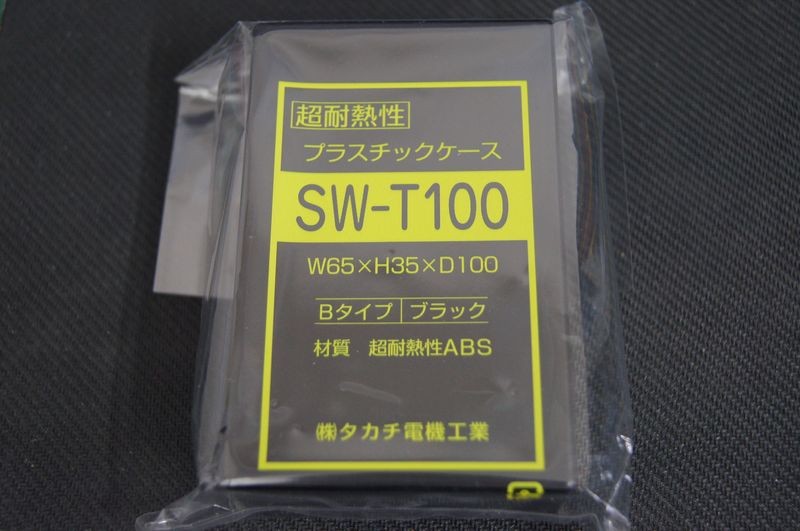 超耐熱性
プラスチックケース
SW-T100
W65×H35×D100
Bタイプ|ブラック
材質 超耐熱性ABS
㈱タカチ電機工業